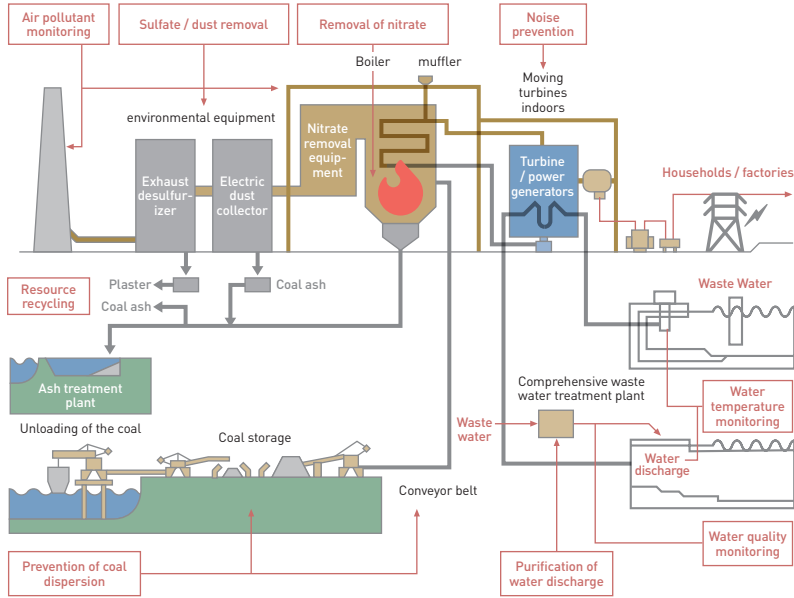 Air pollutant
monitoring
Sulfate / dust removal
Removal of nitrate
Noise
prevention
Boiler
muffler
Moving
turbines
indoors
environmental equipment
Nitrate
removal
equip-
ment
Exhaust
desulfur-
izer
Electric
dust
collector
Turbine
/ power
generators
Households / factories
Resource
recycling
Plaster
Coal ash
Coal ash
Waste Water
Ash treatment
plant
Comprehensive waste
water treatment plant
Water
temperature
monitoring
Unloading of the coal
Coal storage
Waste
water
Water
discharge
Conveyor belt
Prevention of coal
dispersion
Purification of
water discharge
Water quality
monitoring